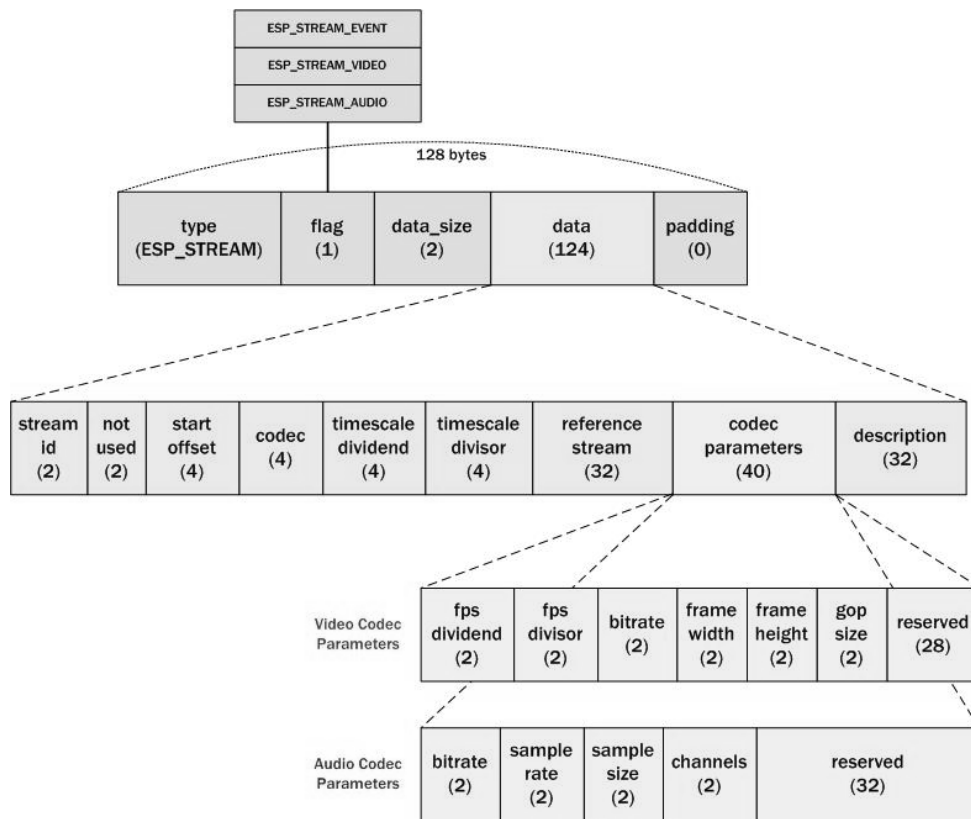 ESP_STREAM_EVENT
ESP_STREAM_VIDEO
ESP_STREAM_AUDIO
128 bytes
type
(ESP_STREAM)
flag
(1)
data_size
(2)
data
(124)
padding
(0)
stream
id
(2)
not
used
(2)
start
offset
(4)
codec
(4)
timescale
dividend
(4)
timescale
divisor
(4)
reference
stream
(32)
codec
parameters
(40)
description
(32)
Video Codec
Parameters
fps
dividend
(2)
fps
divisor
(2)
bitrate
(2)
frame
width
(2)
frame
height
(2)
gop
size
(2)
reserved
(28)
Audio Codec
Parameters
bitrate
(2)
sample
rate
(2)
sample
size
(2)
channels
(2)
reserved
(32)